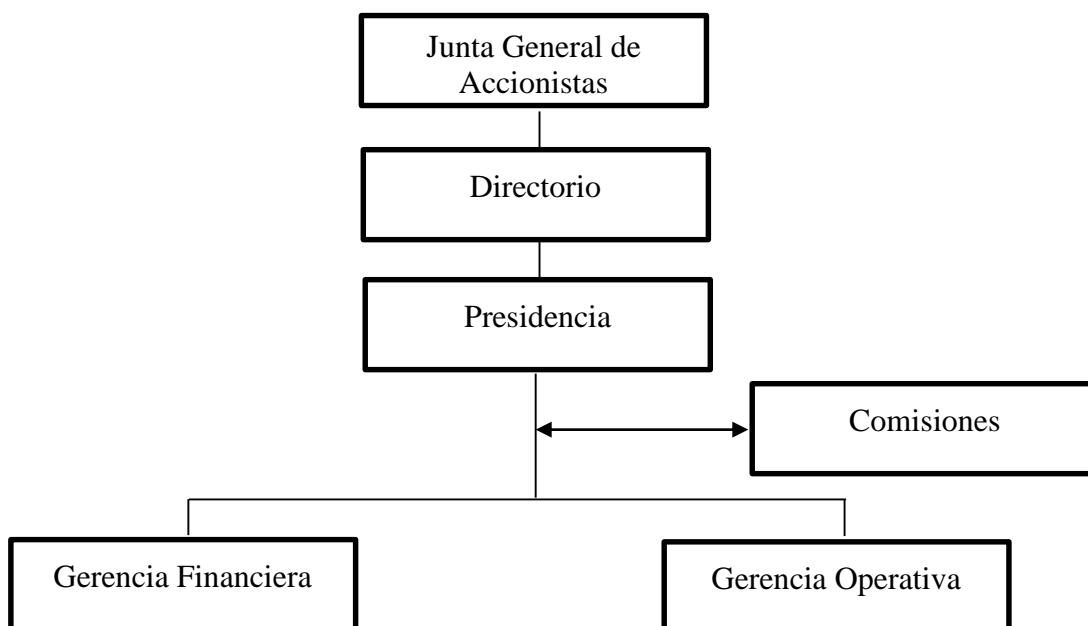 Junta General de
Accionistas
Directorio
Presidencia
Comisiones
Gerencia Financiera
Gerencia Operativa